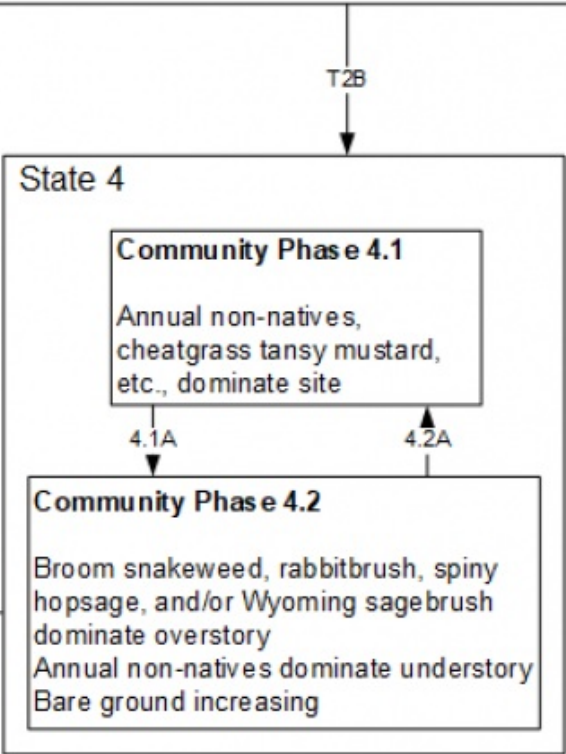 T2B
State 4
Community Phase 4.1
Annual non-natives,
cheatgrass tansy mustard,
etc., dominate site
4.1A
4.2A
Community Phase 4.2
Broom snakeweed, rabbitbrush, spiny
hopsage, and/or Wyoming sagebrush
dominate overstory
Annual non-natives dominate understory
Bare ground increasing